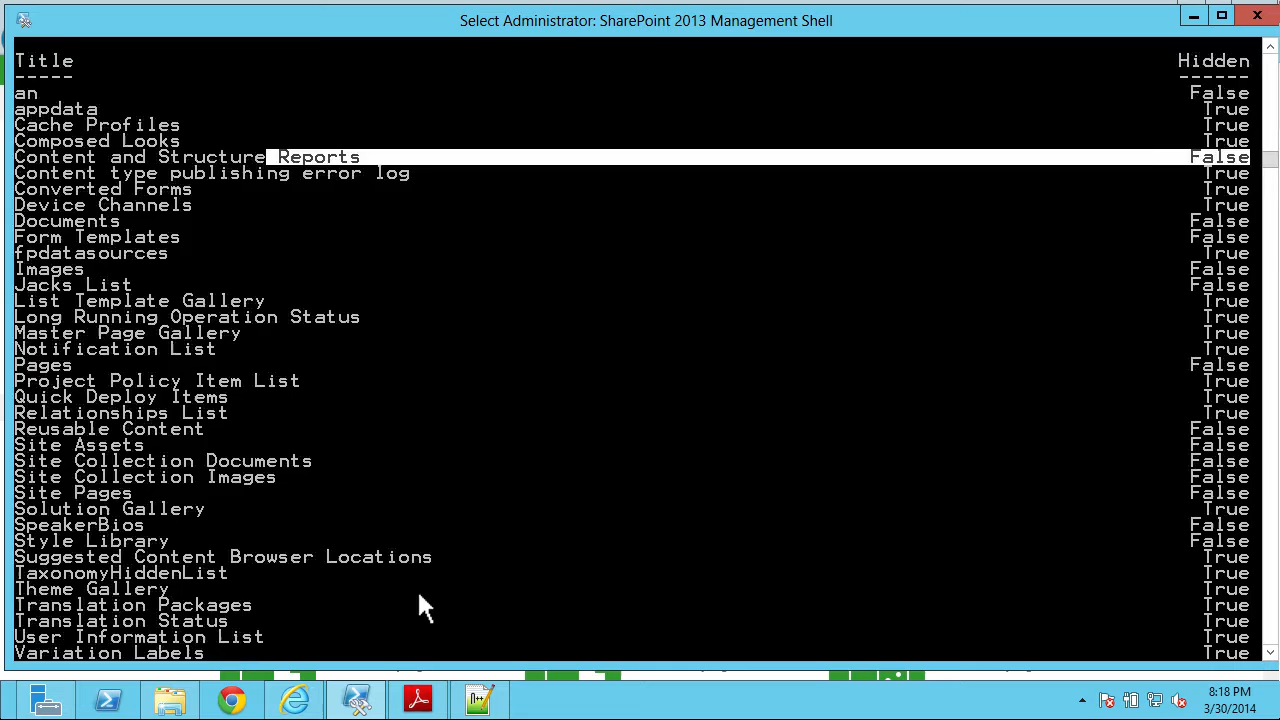 Select Administrator: SharePoint 2013 Management Shell
Title Hidden
----- ------
an False
appdata True
Cache Profiles True
Composed Looks True
Content and Structure Reports False
Content type publishing error log True
Converted Forms True
Device Channels True
Documents False
Form Templates False
fpdatasources True
Images False
Jacks List False
List Template Gallery True
Long Running Operation Status True
Master Page Gallery True
Notification List True
Pages False
Project Policy Item List True
Quick Deploy Items True
Relationships List True
Reusable Content False
Site Assets False
Site Collection Documents False
Site Collection Images False
Site Pages False
Solution Gallery True
SpeakerBios False
Style Library False
Suggested Content Browser Locations True
TaxonomyHiddenList True
Theme Gallery True
Translation Packages True
Translation Status True
User Information List True
Variation Labels True
8:18 PM
3/30/2014